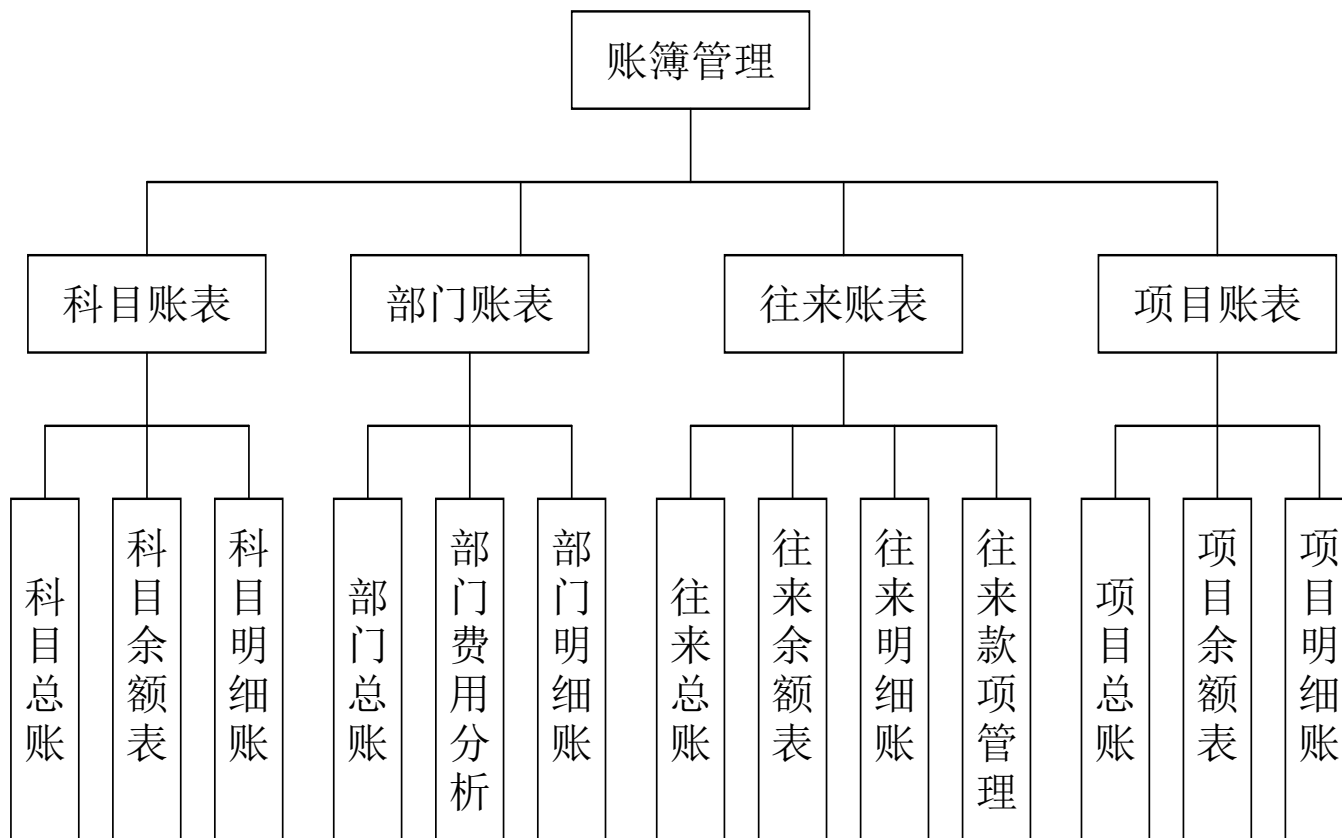 账簿管理
科目账表
部门账表
往来账表
项目账表
科目总账
科目余额表
科目明细账
部门总账
部门费用分析
部门明细账
往来总账
往来余额表
往来明细账
往来款项管理
项目总账
项目余额表
项目明细账